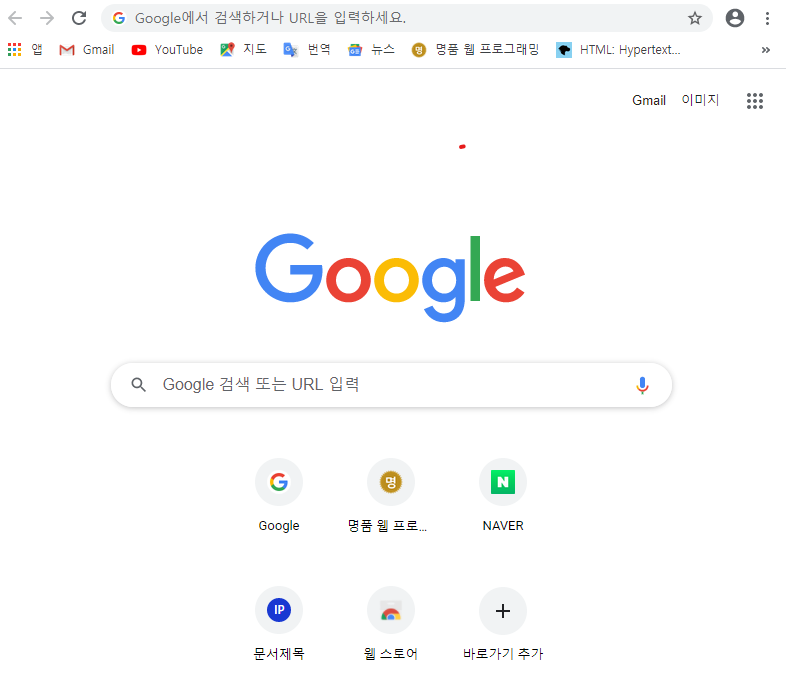 Google에서 검색하거나 URL을 입력하세요.
앱 Gmail YouTube 지도 번역 뉴스 명 명품 웹 프로그래밍 HTML: Hypertext...
Gmail 이미지
Google
Google 검색 또는 URL 입력
명 N
Google 명품 웹 프로... NAVER
IP
문서제목 웹 스토어 바로가기 추가